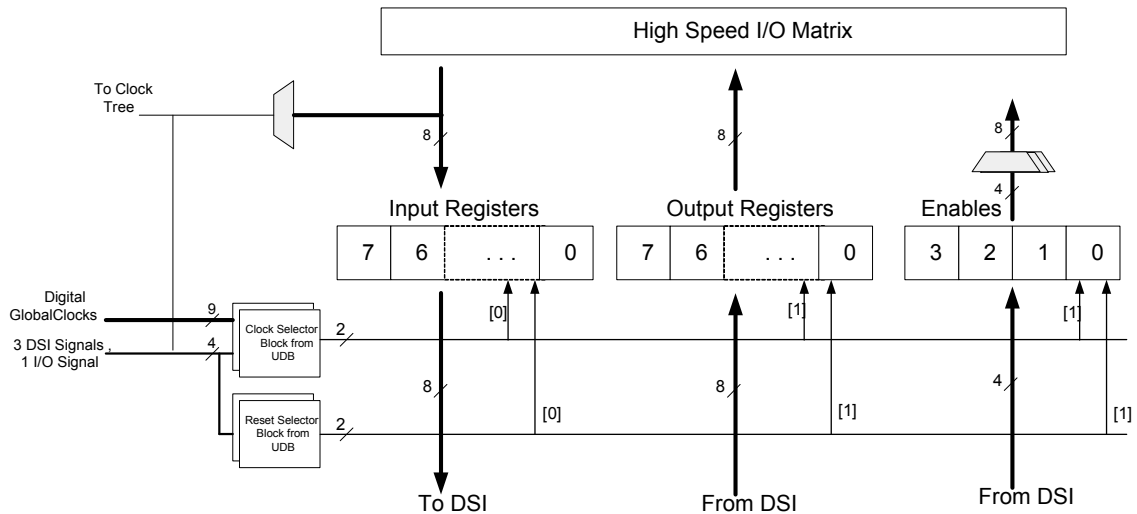 High Speed I/O Matrix
To Clock
Tree
8
8
8
4
Input Registers
Output Registers
Enables
7 6 . . . 0
7 6 . . . 0
3 2 1 0
[0]
[1]
[1]
Digital
GlobalClocks
9
3 DSI Signals ,
1 I/O Signal
4
Clock Selector
Block from
UDB
2
8
8
4
Reset Selector
Block from
UDB
2
[0]
[1]
[1]
To DSI
From DSI
From DSI